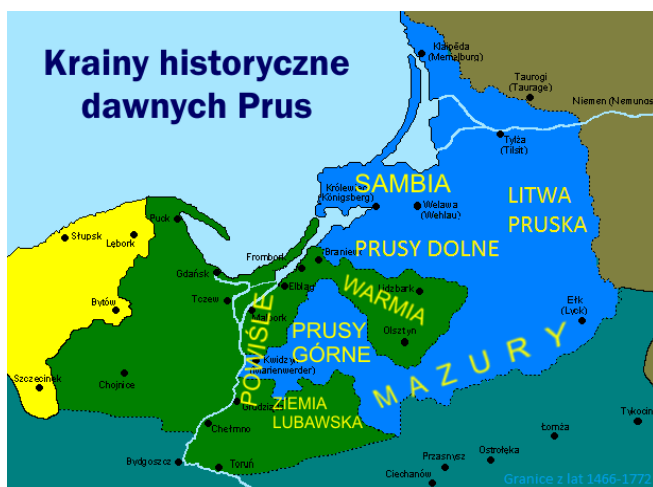 Krainy historyczne
dawnych Prus
Klaipėda
(Memelburg)
Taurogi
(Taurage)
Niemen (Nemunas
Tylża
(Tilsit)
Królewiec
(Königsberg)
SAMBIA
Welawa
(Wehlau)
LITWA
PRUSKA
Puck
Słupsk
Lębork
PRUSY DOLNE
Frombork
Braniewo
Gdańsk
Elbląg
WARMIA
Lidzbark
Bytów
Tczew
Malbork
POWIŚLE
Ełk
(Lyck)
PRUSY
GÓRNE
Olsztyn
Kwidzyn
(Marienwerder)
MAZURY
Szczecinek
Chojnice
Grudziądz
ZIEMIA
LUBAWSKA
Chełmno
Tykocin
Łomża
Bydgoszcz
Toruń
Przasnysz
Ostrołęka
Ciechanów
Granice z lat 1466-1772